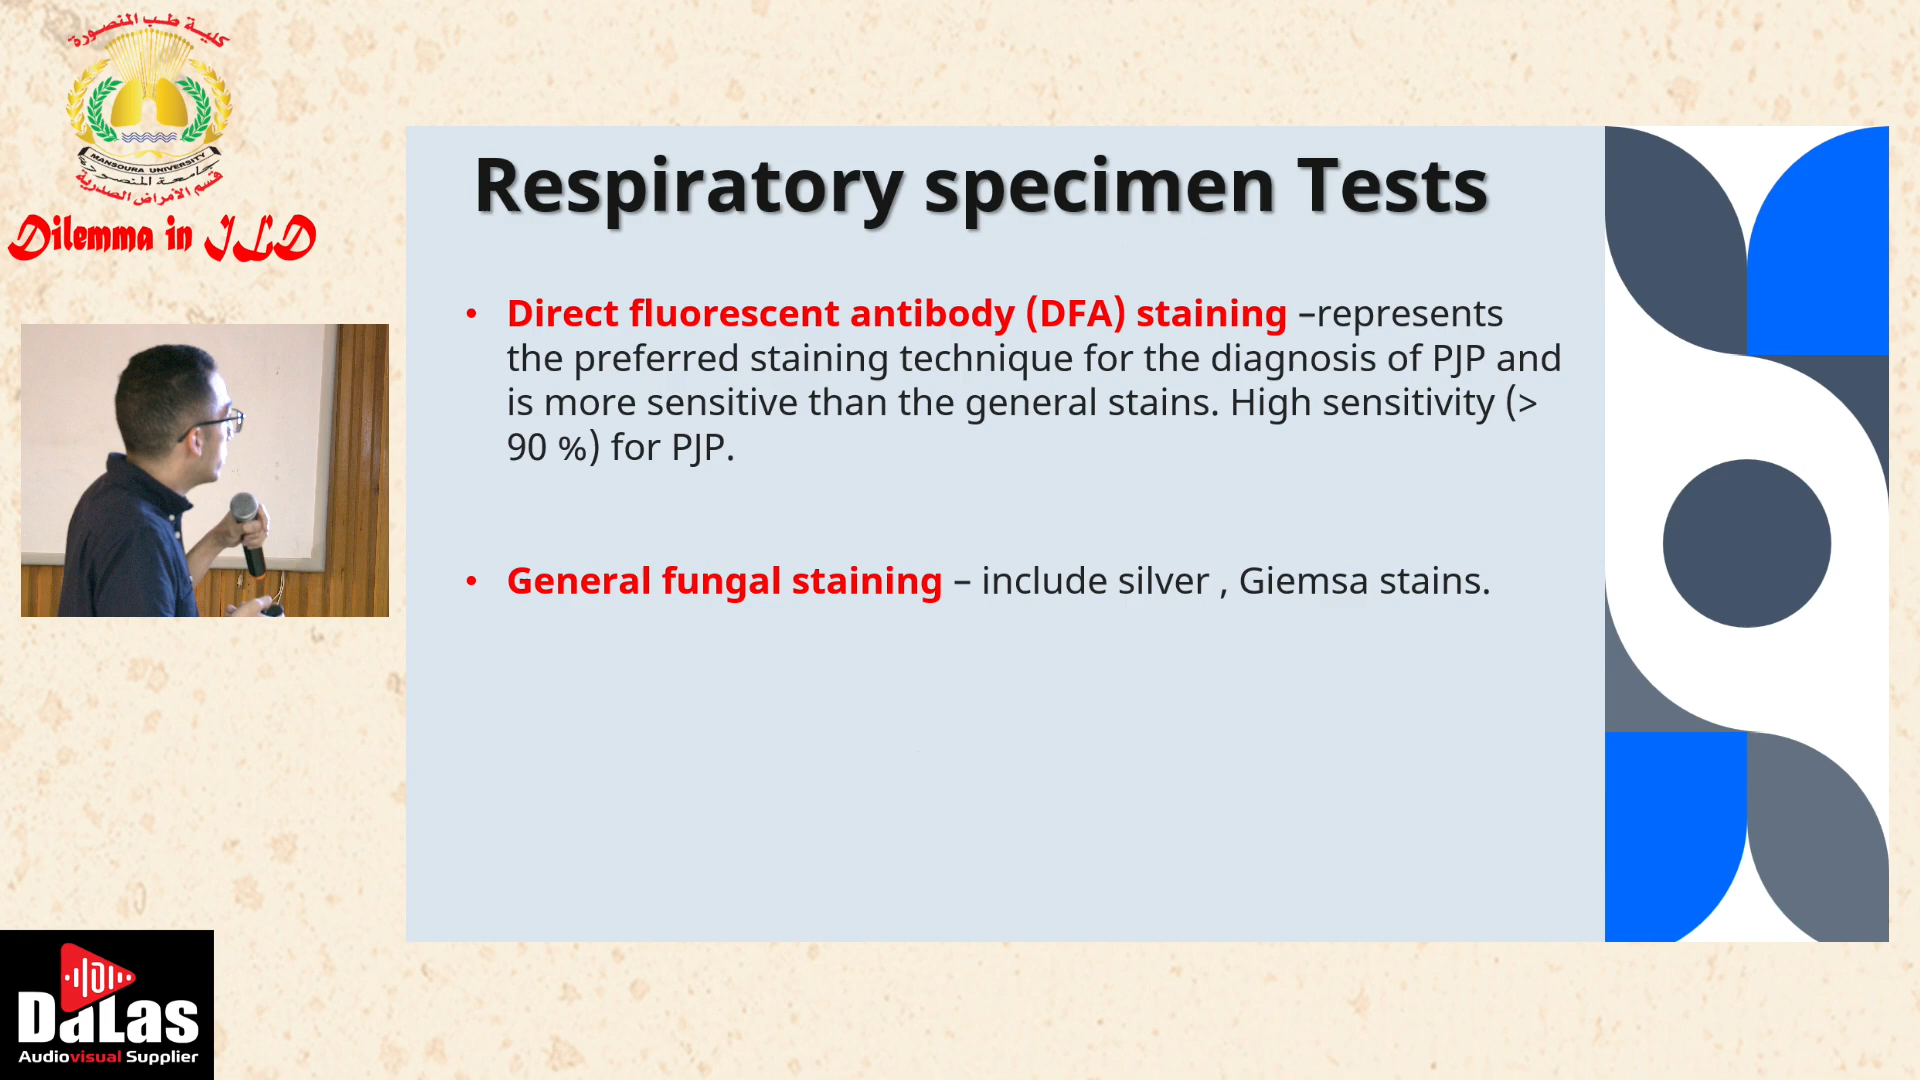 كلية طب المنصورة
MANSOURA UNIVERSITY
جامعة المنصورة
قسم الأمراض الصدرية
Dilemma in ILD
Respiratory specimen Tests
• Direct fluorescent antibody (DFA) staining –represents
the preferred staining technique for the diagnosis of PJP and
is more sensitive than the general stains. High sensitivity (>
90 %) for PJP.
• General fungal staining – include silver , Giemsa stains.
DaLas
Audiovisual Supplier